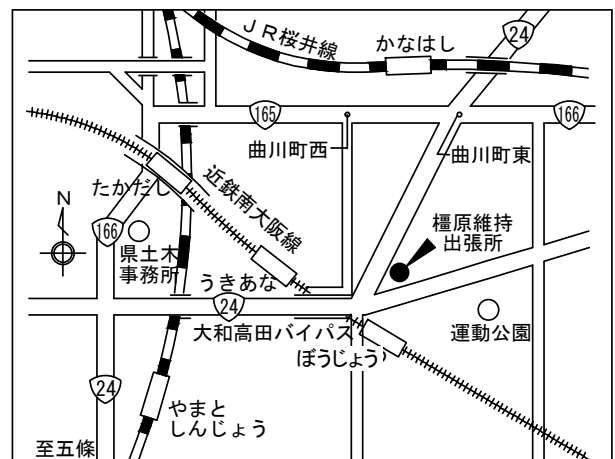 24
JR桜井線
かなはし
165
166
曲川町西
曲川町東
近鉄南大阪線
たかだし
N
166
県土木
事務所
橿原維持
出張所
うきあな
24
大和高田バイパス
ぼうじょう
運動公園
24
やまと
しんじょう
至五條